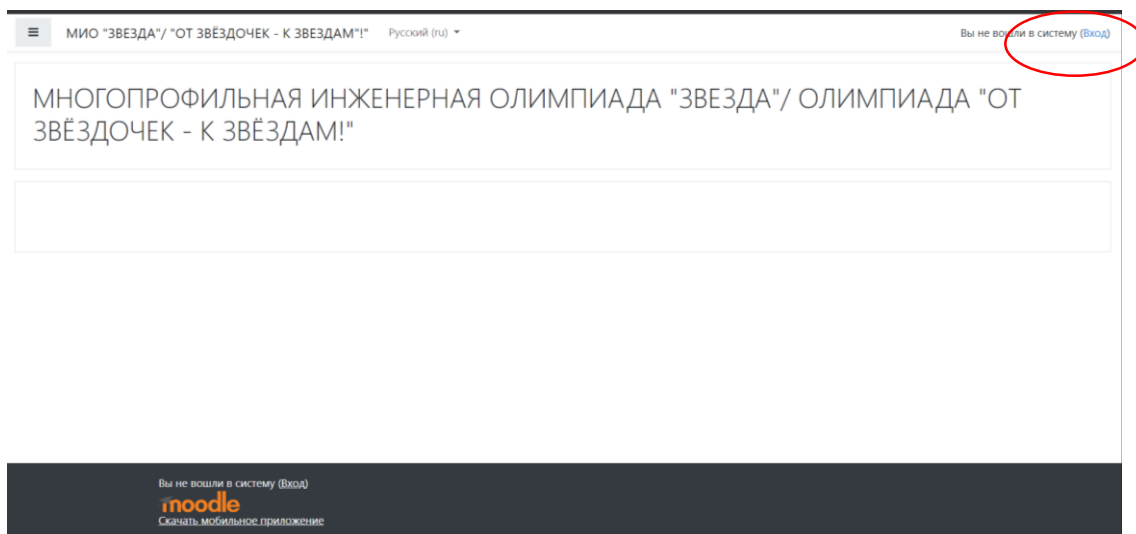 МИО "ЗВЕЗДА"/ "ОТ ЗВЁЗДОЧЕК - К ЗВЕЗДАМ"!" Русский (ru) Вы не вошли в систему (Вход)
МНОГОПРОФИЛЬНАЯ ИНЖЕНЕРНАЯ ОЛИМПИАДА "ЗВЕЗДА"/ ОЛИМПИАДА "ОТ
ЗВЁЗДОЧЕК - К ЗВЁЗДАМ!"
Вы не вошли в систему (Вход)
moodle
Скачать мобильное приложение